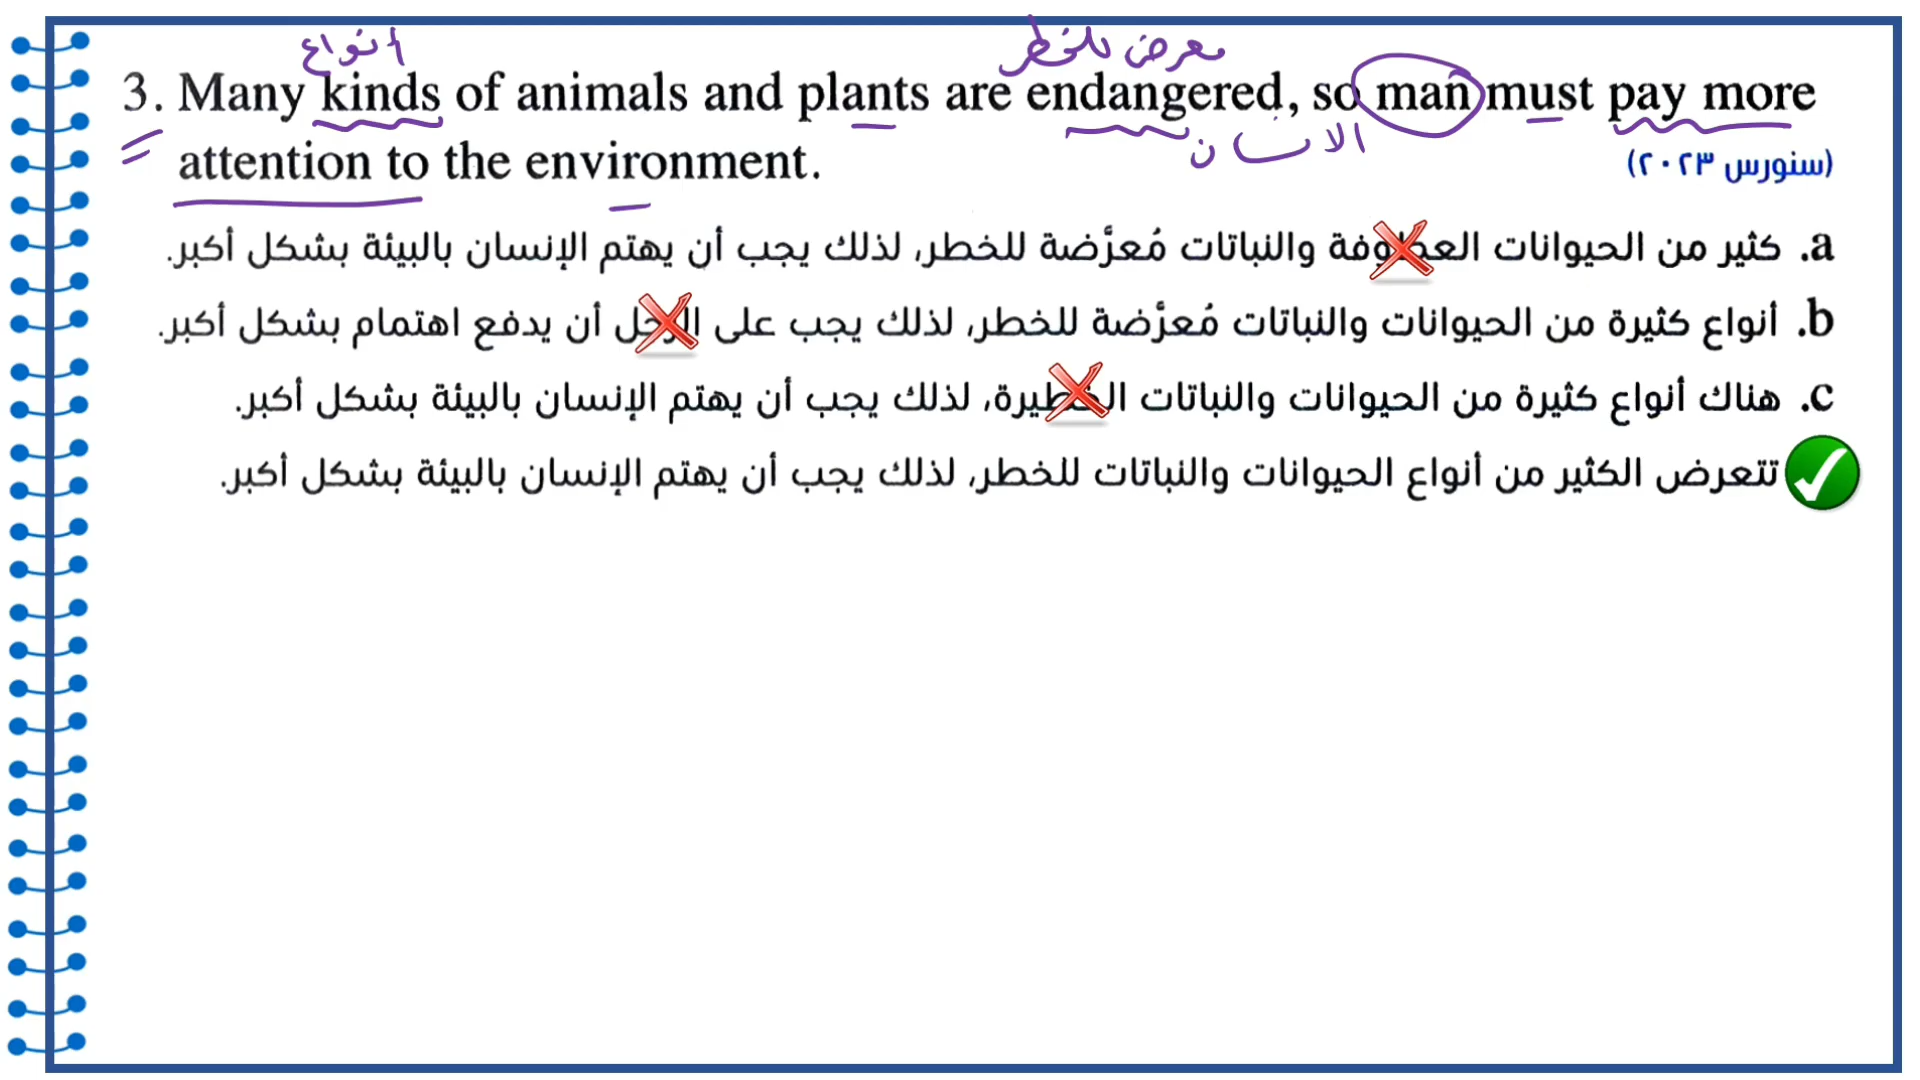 أنواع
معرض للخطر
3. Many kinds of animals and plants are endangered, so man must pay more
الانسان
attention to the environment.
(سنورس ٢٠٢٣)
a. كثير من الحيوانات العطوفة والنباتات مُعرَّضة للخطر، لذلك يجب أن يهتم الإنسان بالبيئة بشكل أكبر.
b. أنواع كثيرة من الحيوانات والنباتات مُعرَّضة للخطر، لذلك يجب على الرجل أن يدفع اهتمام بشكل أكبر.
c. هناك أنواع كثيرة من الحيوانات والنباتات الخطيرة، لذلك يجب أن يهتم الإنسان بالبيئة بشكل أكبر.
تتعرض الكثير من أنواع الحيوانات والنباتات للخطر، لذلك يجب أن يهتم الإنسان بالبيئة بشكل أكبر.